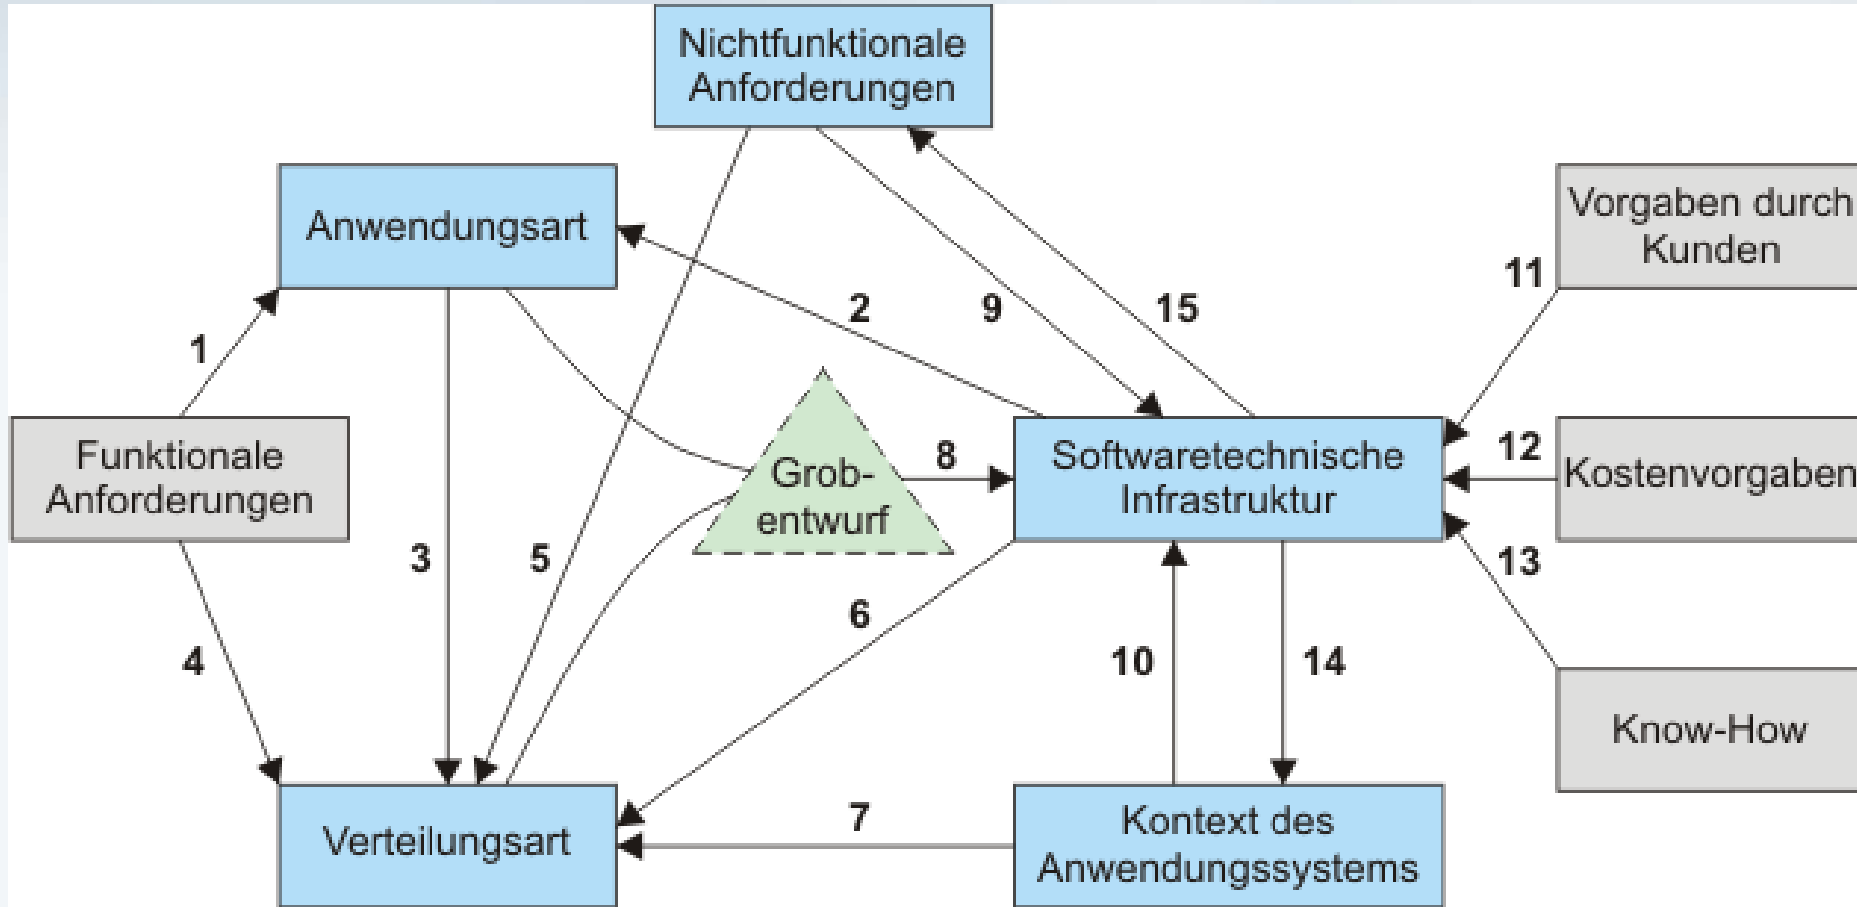 Nichtfunktionale
Anforderungen
Anwendungsart
Vorgaben durch
Kunden
11
1
2
9
15
Funktionale
Anforderungen
Grob-
entwurf
8
Softwaretechnische
Infrastruktur
12
Kostenvorgaben
3
5
13
4
6
10
14
Know-How
Verteilungsart
7
Kontext des
Anwendungssystems